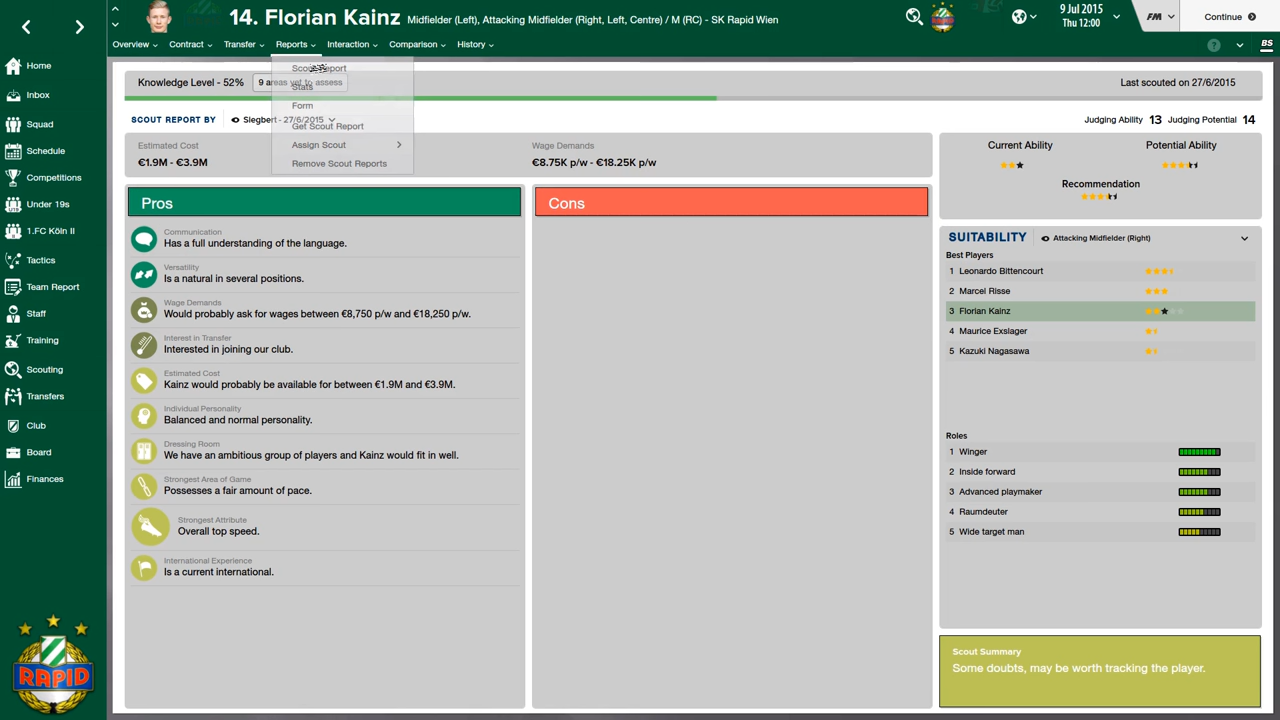 14. Florian Kainz Midfielder (Left), Attacking Midfielder (Right, Left, Centre) / M (RC) - SK Rapid Wien
9 Jul 2015
Thu 12:00
FM
Continue
Overview Contract Transfer Reports Interaction Comparison History
? BS
Home
Inbox
Squad
Schedule
Competitions
Under 19s
1.FC Köln II
Tactics
Team Report
Staff
Training
Scouting
Transfers
Club
Board
Finances
RAPID
Scout Report
Stats
Form
Get Scout Report
Assign Scout
Remove Scout Reports
Knowledge Level - 52% 9 areas yet to assess Last scouted on 27/6/2015
SCOUT REPORT BY Siegbert - 27/6/2015 Judging Ability 13 Judging Potential 14
Estimated Cost
€1.9M - €3.9M
Wage Demands
€8.75K p/w - €18.25K p/w
Current Ability Potential Ability
Recommendation
Pros
Communication
Has a full understanding of the language.
Versatility
Is a natural in several positions.
Wage Demands
Would probably ask for wages between €8,750 p/w and €18,250 p/w.
Interest in Transfer
Interested in joining our club.
Estimated Cost
Kainz would probably be available for between €1.9M and €3.9M.
Individual Personality
Balanced and normal personality.
Dressing Room
We have an ambitious group of players and Kainz would fit in well.
Strongest Area of Game
Possesses a fair amount of pace.
Strongest Attribute
Overall top speed.
International Experience
Is a current international.
Cons
SUITABILITY Attacking Midfielder (Right)
Best Players
1 Leonardo Bittencourt
2 Marcel Risse
3 Florian Kainz
4 Maurice Exslager
5 Kazuki Nagasawa
Roles
1 Winger
2 Inside forward
3 Advanced playmaker
4 Raumdeuter
5 Wide target man
Scout Summary
Some doubts, may be worth tracking the player.